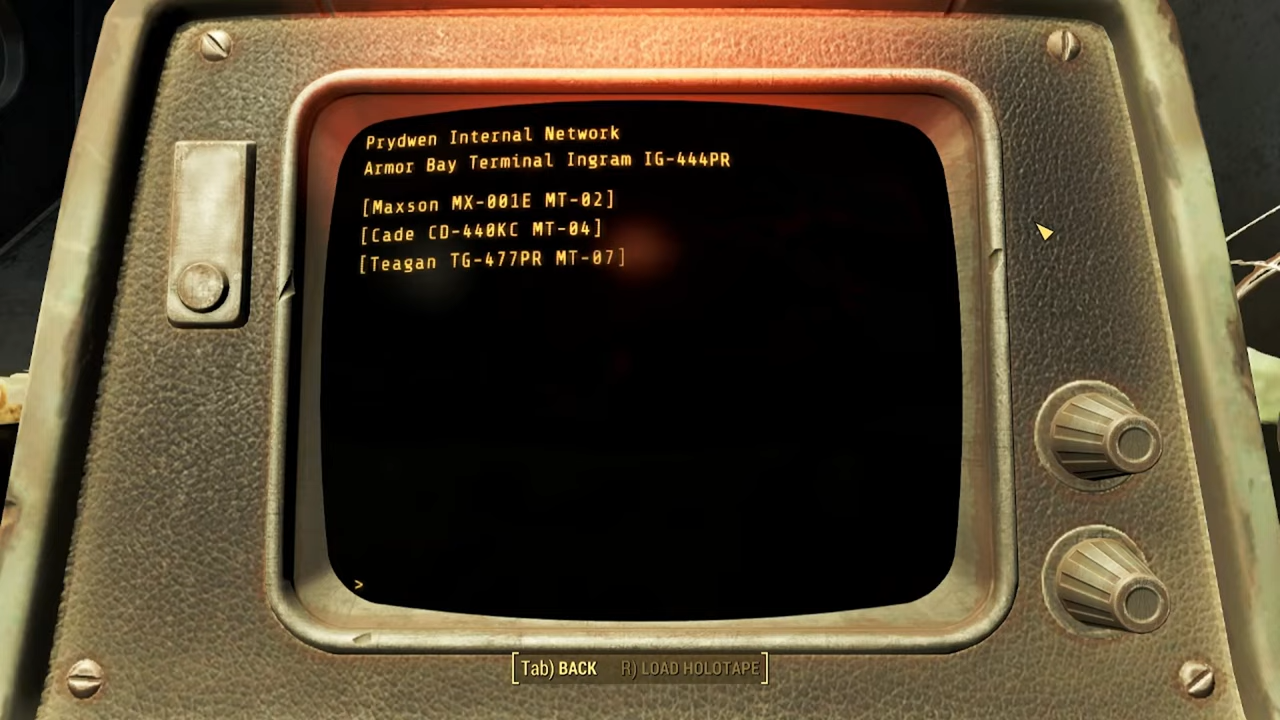 Prydwen Internal Network
Armor Bay Terminal Ingram IG-444PR
[Maxson MX-001E MT-02]
[Cade CD-440KC MT-04]
[Teagan TG-477PR MT-07]
>
[Tab) BACK R) LOAD HOLOTAPE]